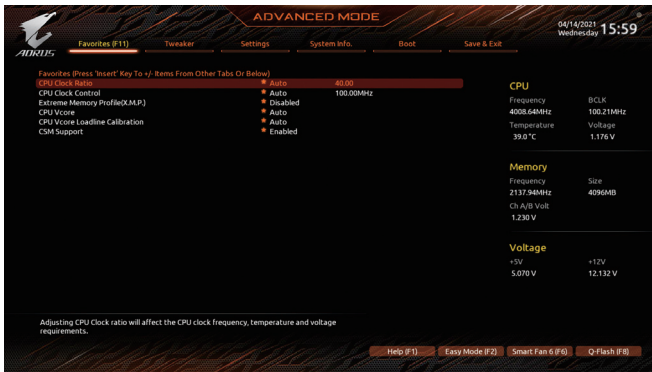 ADVANCED MODE
04/14/2021
Wednesday 15:59
AORUS
Favorites (F11) Tweaker Settings System Info. Boot Save & Exit
Favorites (Press 'Insert' Key To +/- Items From Other Tabs Or Below)
CPU Clock Ratio ★ Auto 40.00
CPU Clock Control ★ Auto 100.00MHz
Extreme Memory Profile(X.M.P.) ★ Disabled
CPU Vcore ★ Auto
CPU Vcore Loadline Calibration ★ Auto
CSM Support ★ Enabled
CPU
Frequency BCLK
4008.64MHz 100.21MHz
Temperature Voltage
39.0 °C 1.176 V
Memory
Frequency Size
2137.94MHz 4096MB
Ch A/B Volt
1.230 V
Voltage
+5V +12V
5.070 V 12.132 V
Adjusting CPU Clock ratio will affect the CPU clock frequency, temperature and voltage
requirements.
Help (F1) Easy Mode (F2) Smart Fan 6 (F6) Q-Flash (F8)